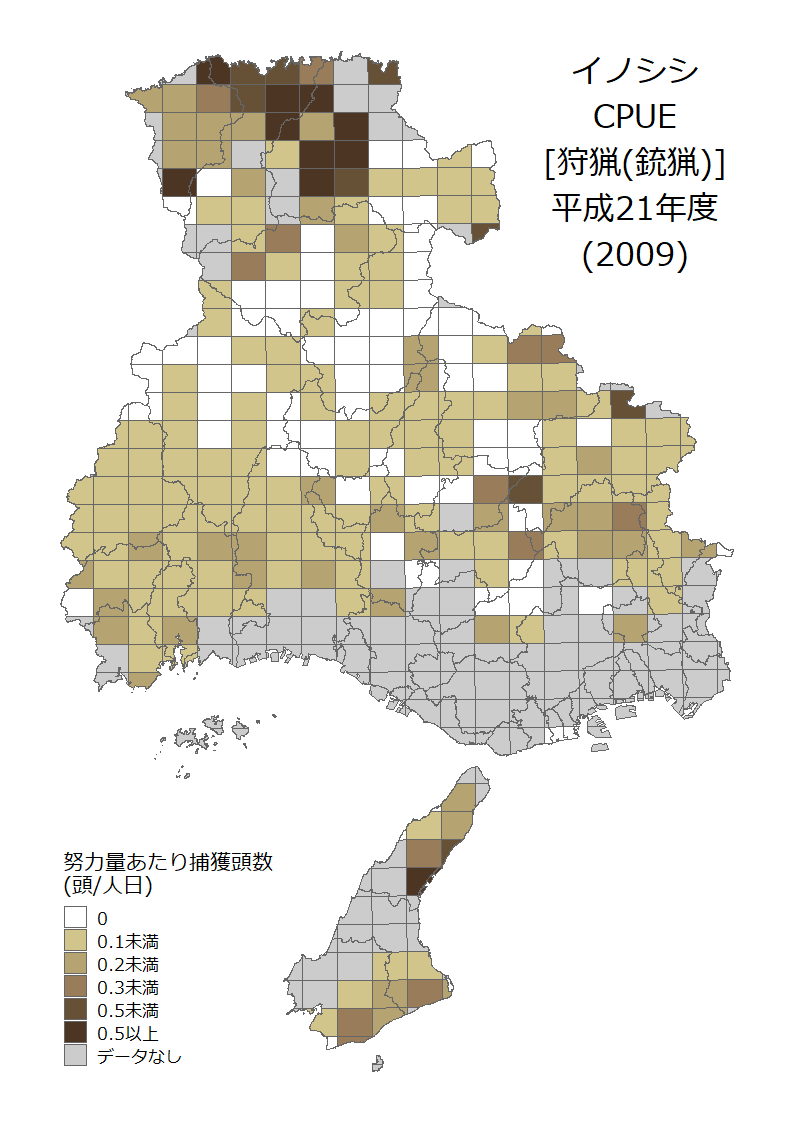 イノシシ
CPUE
[狩猟(銃猟)]
平成21年度
(2009)
努力量あたり捕獲頭数
(頭/人日)
0
0.1未満
0.2未満
0.3未満
0.5未満
0.5以上
データなし